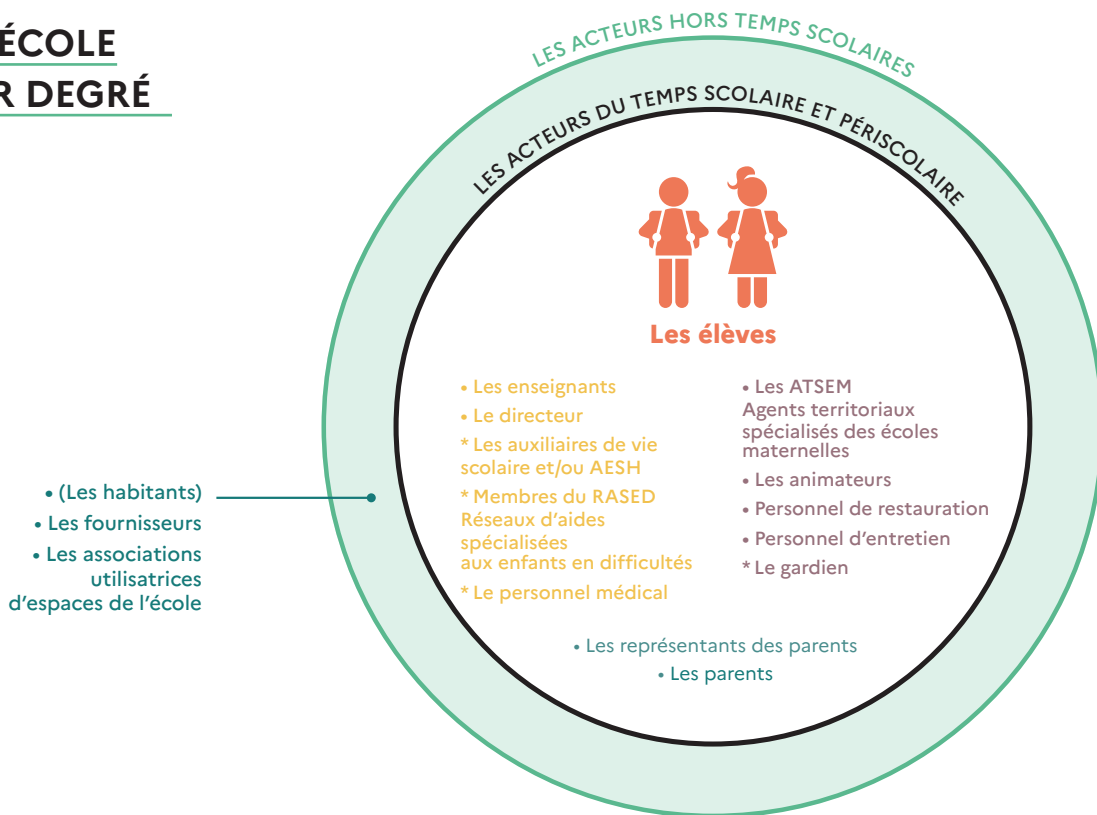 ÉCOLE
R DEGRÉ
LES ACTEURS HORS TEMPS SCOLAIRES
LES ACTEURS DU TEMPS SCOLAIRE ET PÉRISCOLAIRE
Les élèves
• Les enseignants
• Le directeur
* Les auxiliaires de vie
scolaire et/ou AESH
* Membres du RASED
Réseaux d'aides
spécialisées
aux enfants en difficultés
* Le personnel médical
• Les ATSEM
Agents territoriaux
spécialisés des écoles
maternelles
• Les animateurs
• Personnel de restauration
• Personnel d'entretien
* Le gardien
• Les représentants des parents
• Les parents
• (Les habitants)
• Les fournisseurs
• Les associations
utilisatrices
d'espaces de l'école